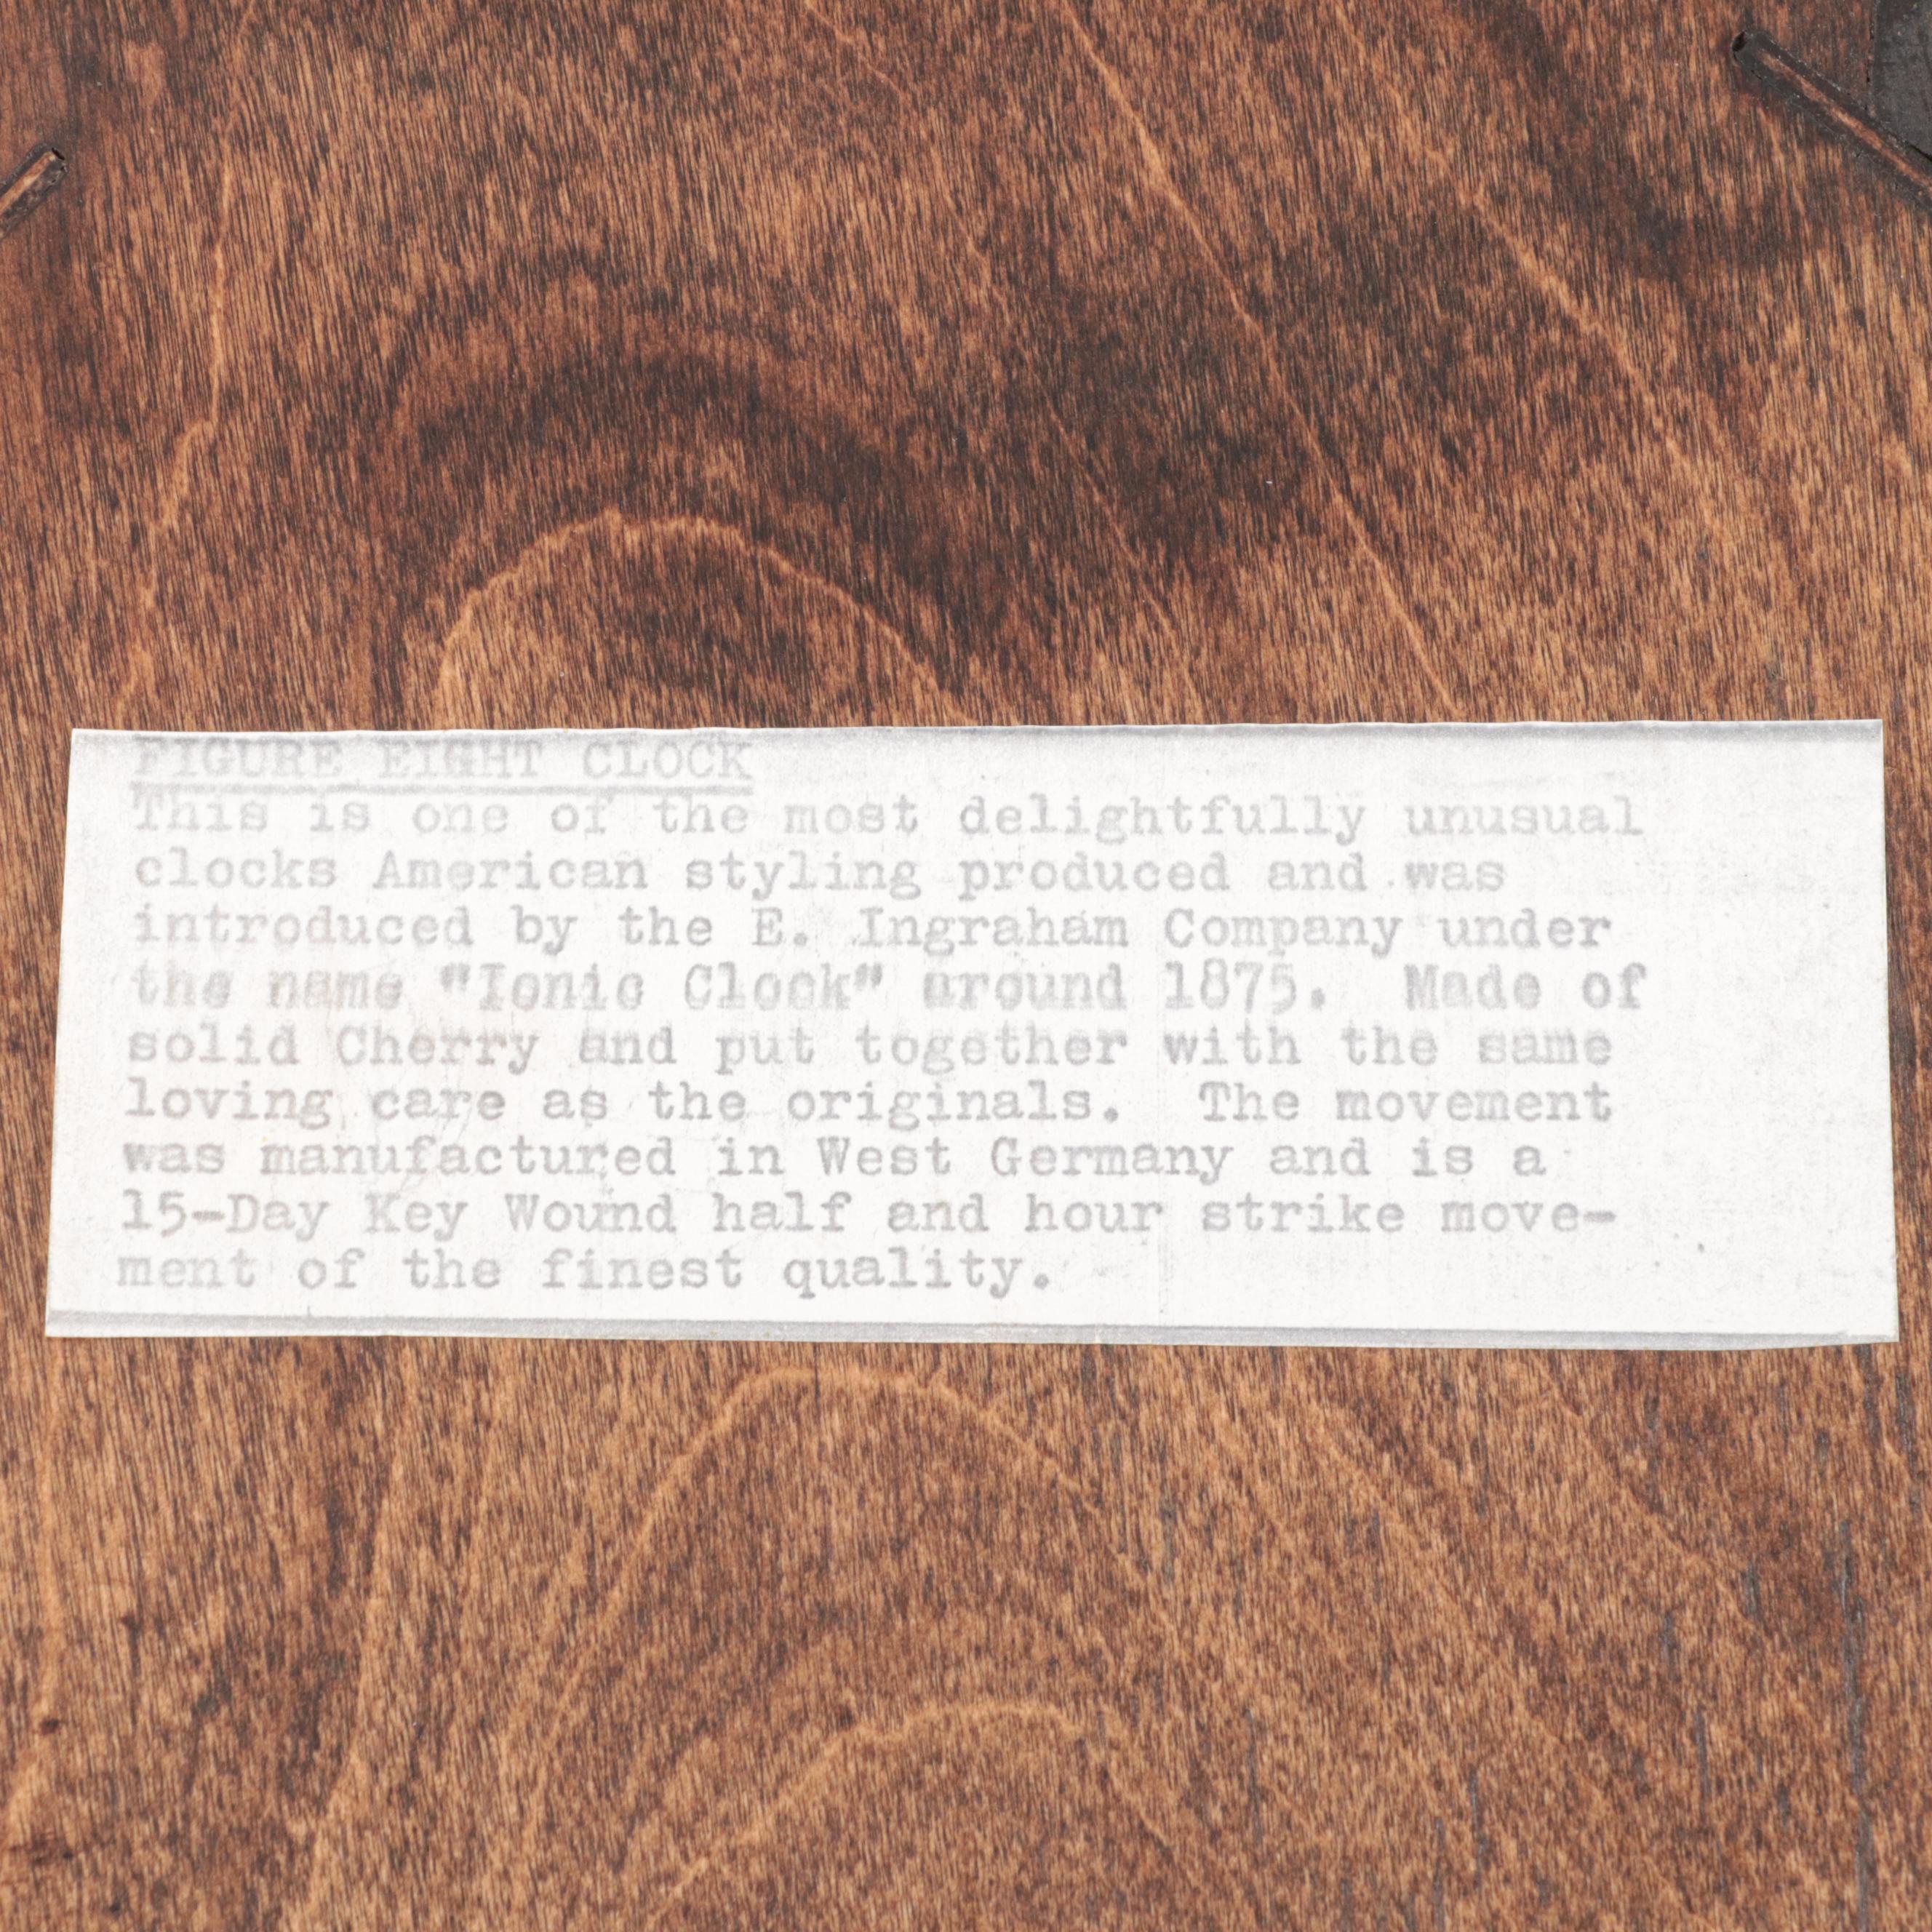 FIGURE EIGHT CLOCK
This is one of the most delightfully unusual
clocks American styling produced and was
introduced by the E. Ingraham Company under
the name "Ionic Clock" around 1875. Made of
solid Cherry and put together with the same
loving care as the originals. The movement
was manufactured in West Germany and is a
15-Day Key Wound half and hour strike move-
ment of the finest quality.